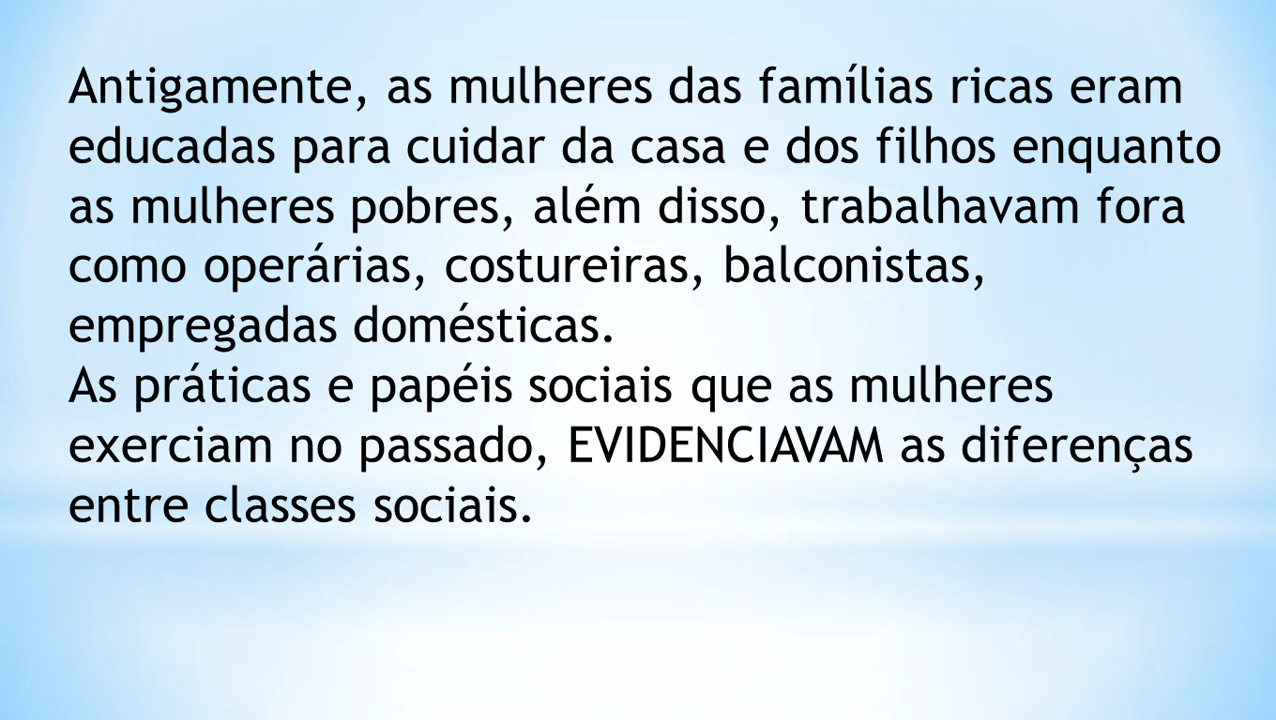 Antigamente, as mulheres das famílias ricas eram
educadas para cuidar da casa e dos filhos enquanto
as mulheres pobres, além disso, trabalhavam fora
como operárias, costureiras, balconistas,
empregadas domésticas.
As práticas e papéis sociais que as mulheres
exerciam no passado, EVIDENCIAVAM as diferenças
entre classes sociais.